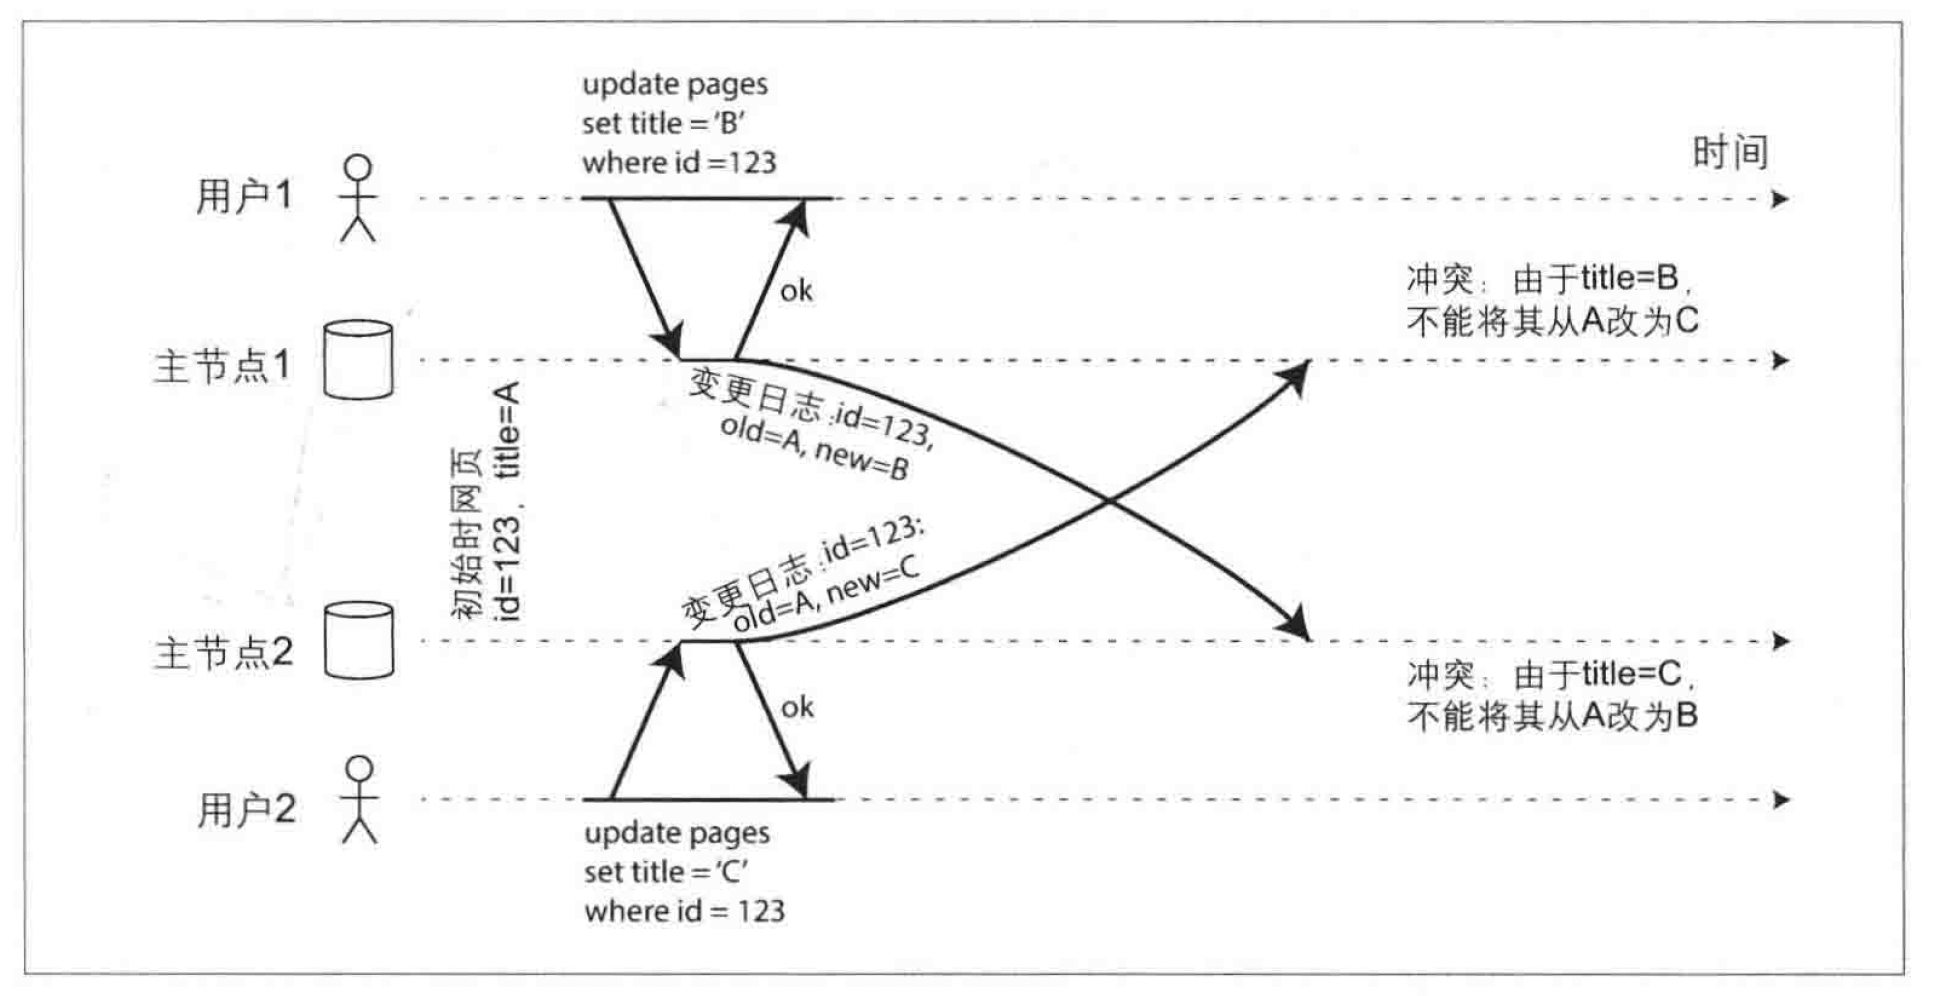 update pages
set title = 'B'
where id =123
时间
用户1
ok
冲突：由于title=B，
不能将其从A改为C
主节点1
变更日志:id=123,
old=A, new=B
初始时网页
id=123，title=A
变更日志:id=123:
old=A, new=C
主节点2
ok
冲突：由于title=C，
不能将其从A改为B
用户2
update pages
set title = 'C'
where id = 123